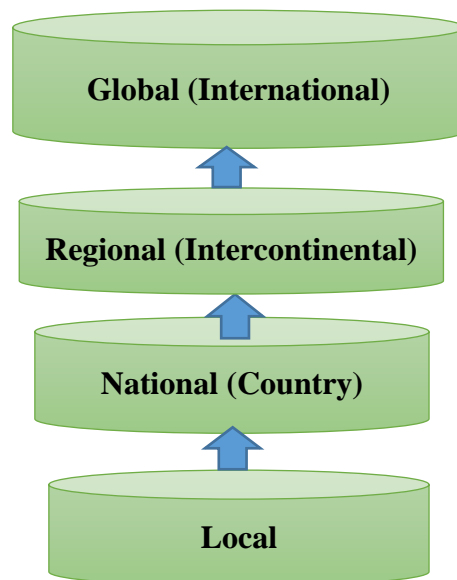 Global (International)
Regional (Intercontinental)
National (Country)
Local